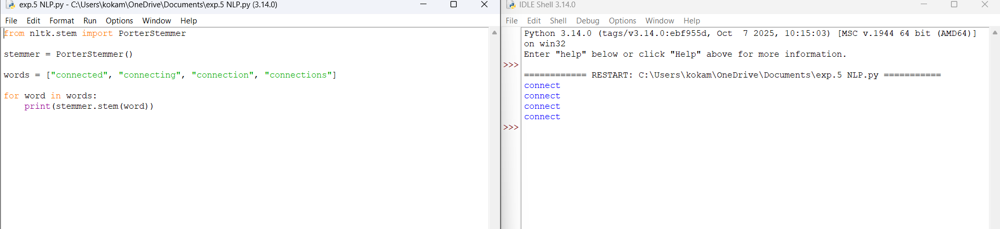 exp.5 NLP.py - C:\Users\kokam\OneDrive\Documents\exp.5 NLP.py (3.14.0)
File Edit Format Run Options Window Help
from nltk.stem import PorterStemmer
stemmer = PorterStemmer()
words = ["connected", "connecting", "connection", "connections"]
for word in words:
    print(stemmer.stem(word))
IDLE Shell 3.14.0
File Edit Shell Debug Options Window Help
Python 3.14.0 (tags/v3.14.0:ebf955d, Oct  7 2025, 10:15:03) [MSC v.1944 64 bit (AMD64)]
on win32
Enter "help" below or click "Help" above for more information.
>>>
============ RESTART: C:\Users\kokam\OneDrive\Documents\exp.5 NLP.py ===========
connect
connect
connect
connect
>>>